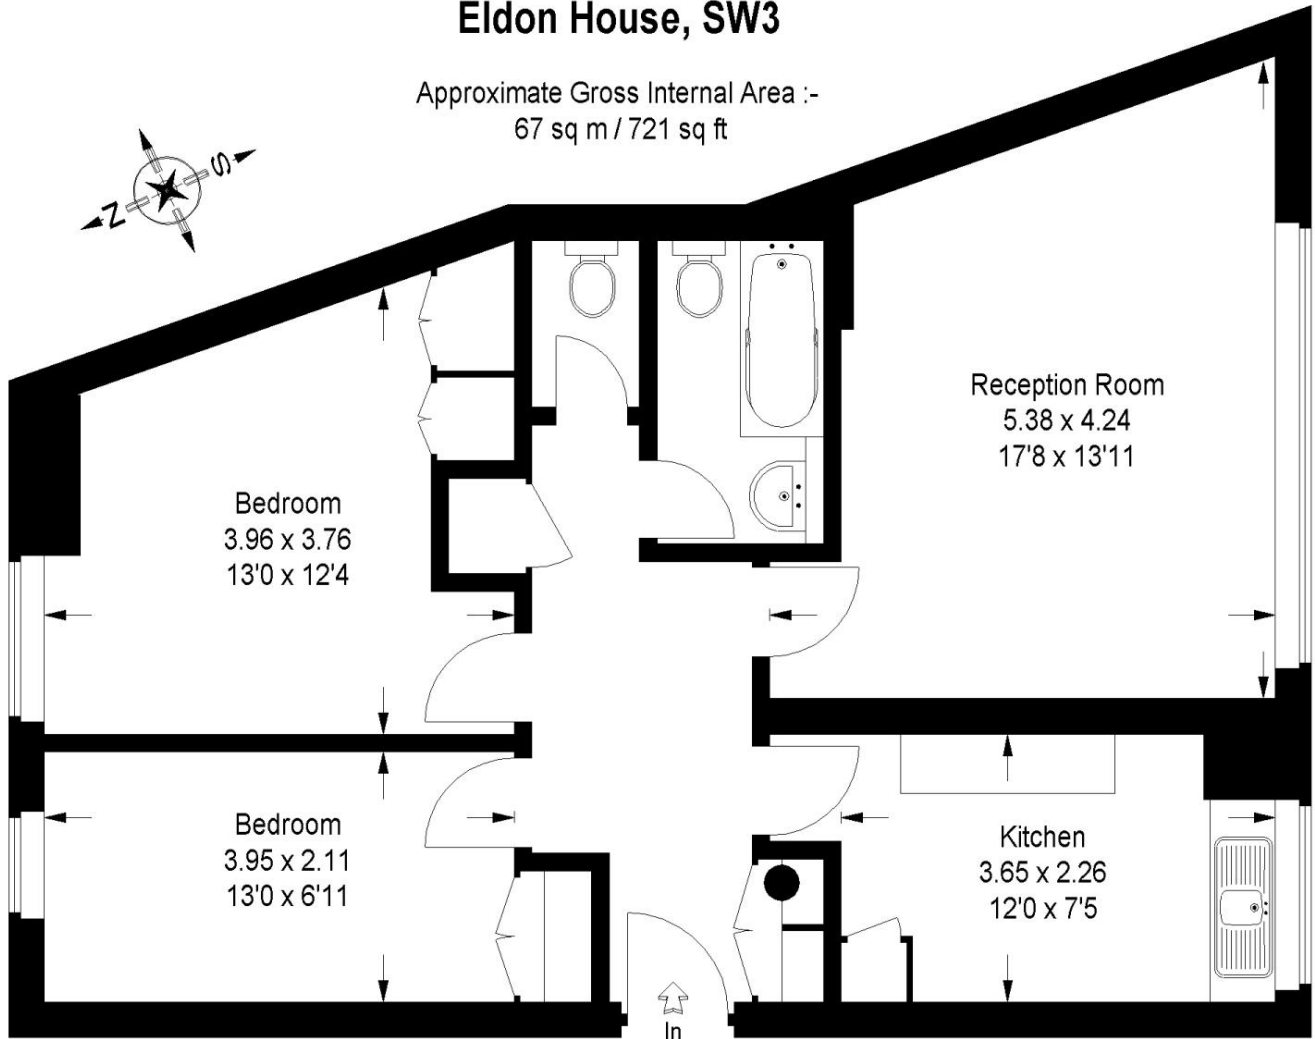 Eldon House, SW3
Approximate Gross Internal Area :-
67 sq m / 721 sq ft
S
N
Reception Room
5.38 x 4.24
17'8 x 13'11
Bedroom
3.96 x 3.76
13'0 x 12'4
Bedroom
3.95 x 2.11
13'0 x 6'11
Kitchen
3.65 x 2.26
12'0 x 7'5
In